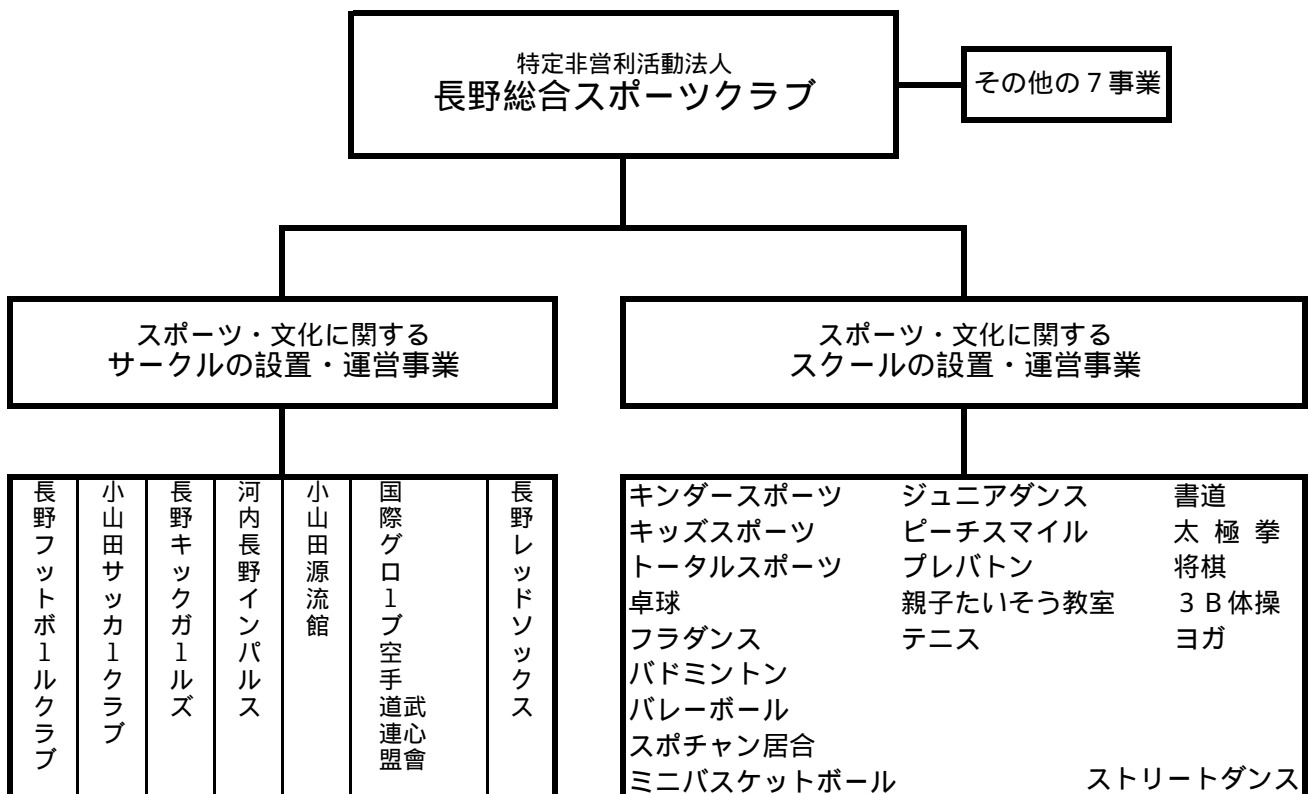 特定非営利活動法人
長野総合スポーツクラブ
その他の7事業
スポーツ・文化に関する
サークルの設置・運営事業
スポーツ・文化に関する
スクールの設置・運営事業
長野フットボールクラブ
小山田サッカークラブ
長野キックガールズ
河内長野インパルス
小山田源流館
国際グローブ空手道連盟
武心會
長野レッドソックス
キンダースポーツ
キッズスポーツ
トータルスポーツ
卓球
フラダンス
バドミントン
バレーボール
スポチャン居合
ミニバスケットボール
ジュニアダンス
ピーチスマイル
プレバトン
親子たいそう教室
テニス
書道
太 極 拳
将棋
3B体操
ヨガ
ストリートダンス